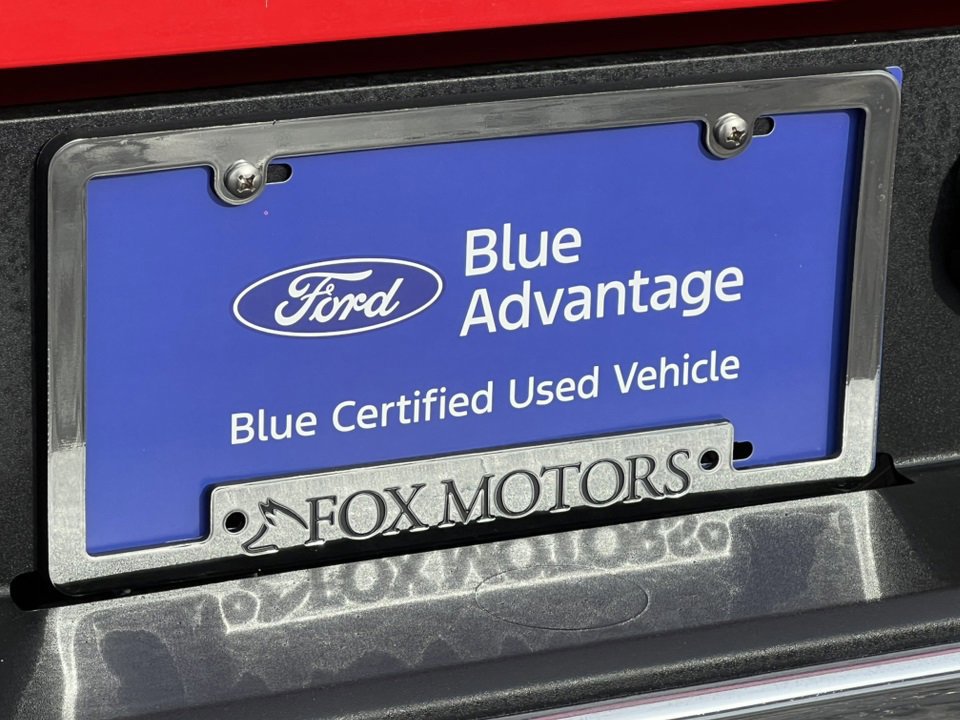 Ford
Blue
Advantage
Blue Certified Used Vehicle
FOX MOTORS